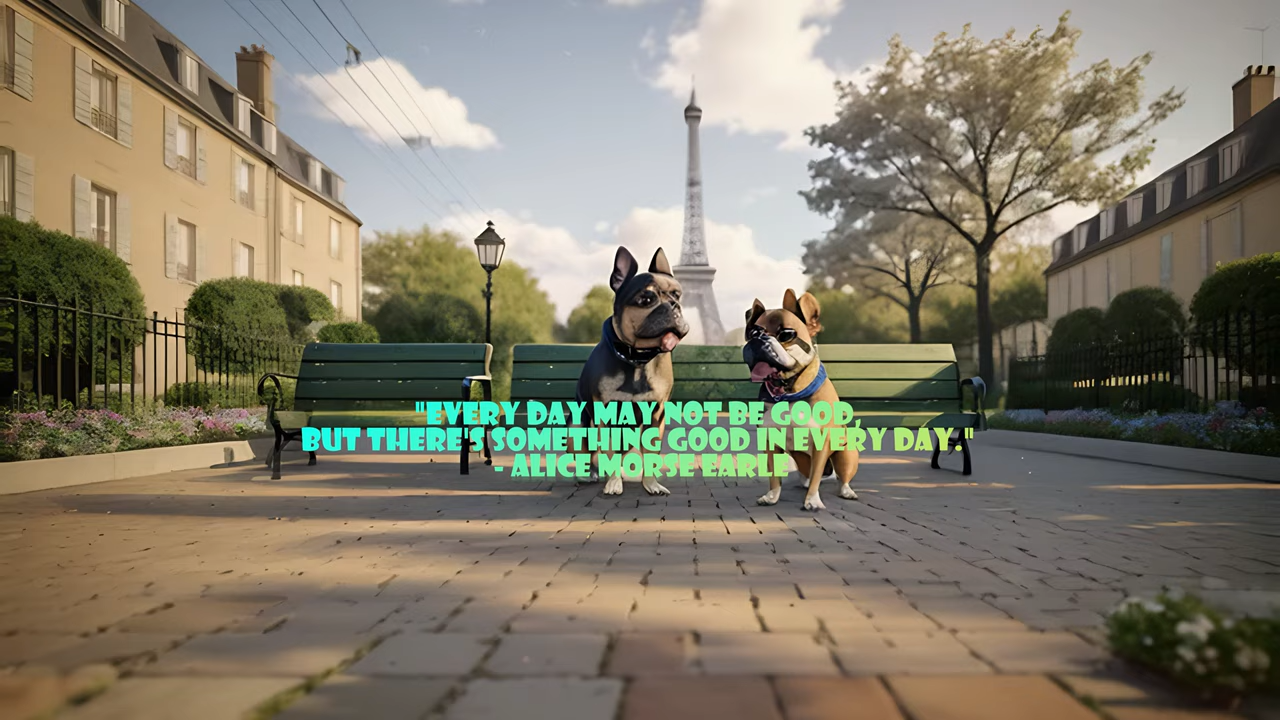 "EVERY DAY MAY NOT BE GOOD,
BUT THERE'S SOMETHING GOOD IN EVERY DAY."
- ALICE MORSE EARLE